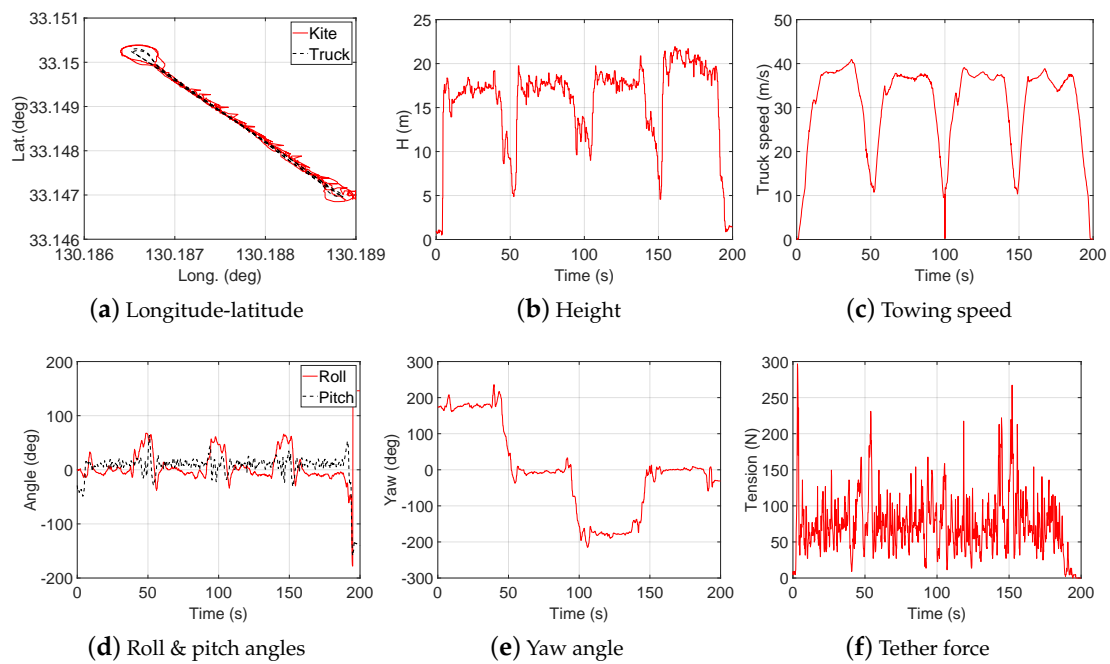 33.151
33.15
33.149
33.148
33.147
33.146
130.186 130.187 130.188 130.189
Lat.(deg)
Long. (deg)
Kite
Truck
(a) Longitude-latitude
25
20
15
10
5
0
0 50 100 150 200
H (m)
Time (s)
(b) Height
50
40
30
20
10
0
0 50 100 150 200
Truck speed (m/s)
Time (s)
(c) Towing speed
200
100
0
-100
-200
0 50 100 150 200
Angle (deg)
Time (s)
Roll
Pitch
(d) Roll & pitch angles
300
200
100
0
-100
-200
-300
0 50 100 150 200
Yaw (deg)
Time (s)
(e) Yaw angle
300
250
200
150
100
50
0
0 50 100 150 200
Tension (N)
Time (s)
(f) Tether force